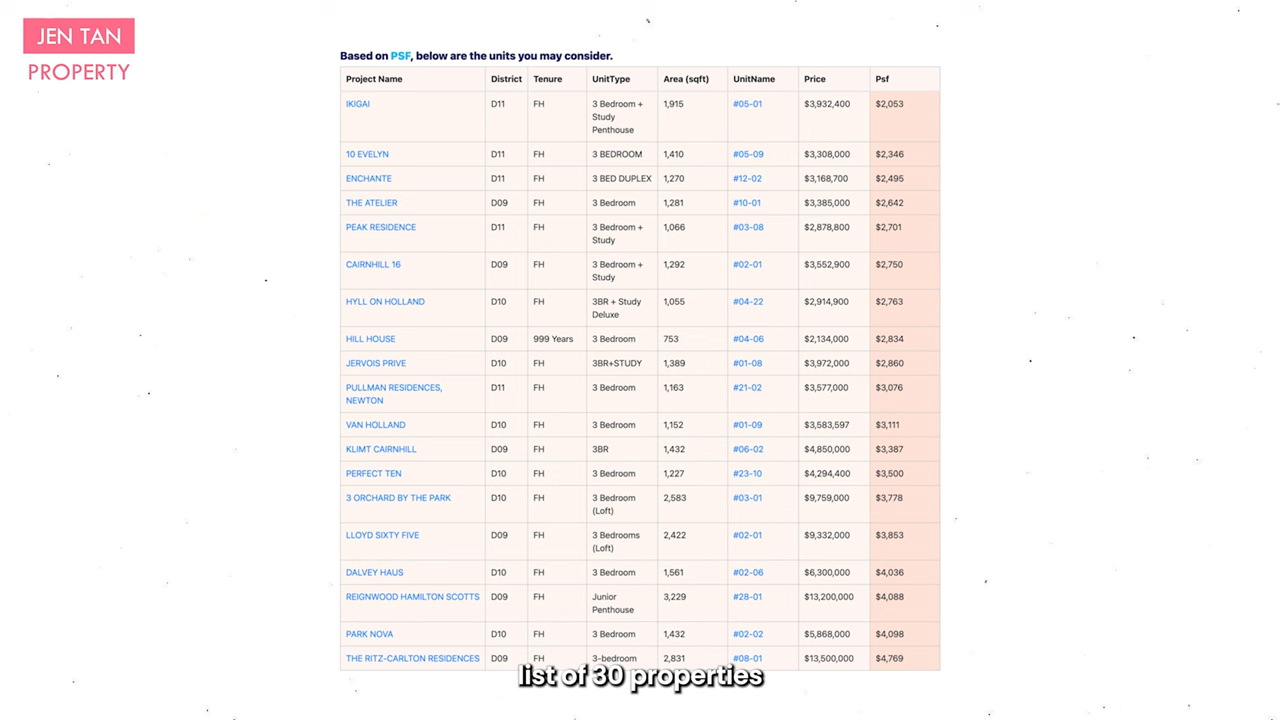 JEN TAN
PROPERTY
Based on PSF, below are the units you may consider.
Project Name District Tenure UnitType Area (sqft) UnitName Price Psf
IKIGAI D11 FH 3 Bedroom + 1,915 #05-01 $3,932,400 $2,053
Study
Penthouse
10 EVELYN D11 FH 3 BEDROOM 1,410 #05-09 $3,308,000 $2,346
ENCHANTE D11 FH 3 BED DUPLEX 1,270 #12-02 $3,168,700 $2,495
THE ATELIER D09 FH 3 Bedroom 1,281 #10-01 $3,385,000 $2,642
PEAK RESIDENCE D11 FH 3 Bedroom + 1,066 #03-08 $2,878,800 $2,701
Study
CAIRNHILL 16 D09 FH 3 Bedroom + 1,292 #02-01 $3,552,900 $2,750
Study
HYLL ON HOLLAND D10 FH 3BR + Study 1,055 #04-22 $2,914,900 $2,763
Deluxe
HILL HOUSE D09 999 Years 3 Bedroom 753 #04-06 $2,134,000 $2,834
JERVOIS PRIVE D10 FH 3BR+STUDY 1,389 #01-08 $3,972,000 $2,860
PULLMAN RESIDENCES, D11 FH 3 Bedroom 1,163 #21-02 $3,577,000 $3,076
NEWTON
VAN HOLLAND D10 FH 3 Bedroom 1,152 #01-09 $3,583,597 $3,111
KLIMT CAIRNHILL D09 FH 3BR 1,432 #06-02 $4,850,000 $3,387
PERFECT TEN D10 FH 3 Bedroom 1,227 #23-10 $4,294,400 $3,500
3 ORCHARD BY THE PARK D10 FH 3 Bedroom 2,583 #03-01 $9,759,000 $3,778
(Loft)
LLOYD SIXTY FIVE D09 FH 3 Bedrooms 2,422 #02-01 $9,332,000 $3,853
(Loft)
DALVEY HAUS D10 FH 3 Bedroom 1,561 #02-06 $6,300,000 $4,036
REIGNWOOD HAMILTON SCOTTS D09 FH Junior 3,229 #28-01 $13,200,000 $4,088
Penthouse
PARK NOVA D10 FH 3 Bedroom 1,432 #02-02 $5,868,000 $4,098
THE RITZ-CARLTON RESIDENCES D09 FH 3-bedroom 2,831 #08-01 $13,500,000 $4,769
list of 30 properties